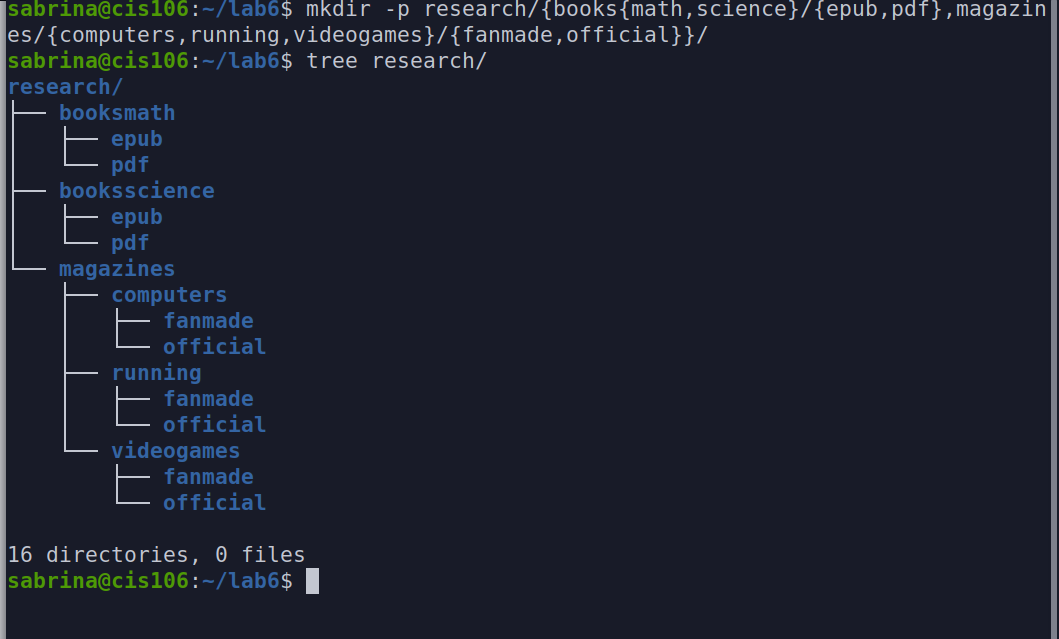 sabrina@cis106:~/lab6$ mkdir -p research/{books{math,science}/{epub,pdf},magazin
es/{computers,running,videogames}/{fanmade,official}}/
sabrina@cis106:~/lab6$ tree research/
research/
├── booksmath
│   ├── epub
│   └── pdf
├── booksscience
│   ├── epub
│   └── pdf
└── magazines
    ├── computers
    │   ├── fanmade
    │   └── official
    ├── running
    │   ├── fanmade
    │   └── official
    └── videogames
        ├── fanmade
        └── official

16 directories, 0 files
sabrina@cis106:~/lab6$